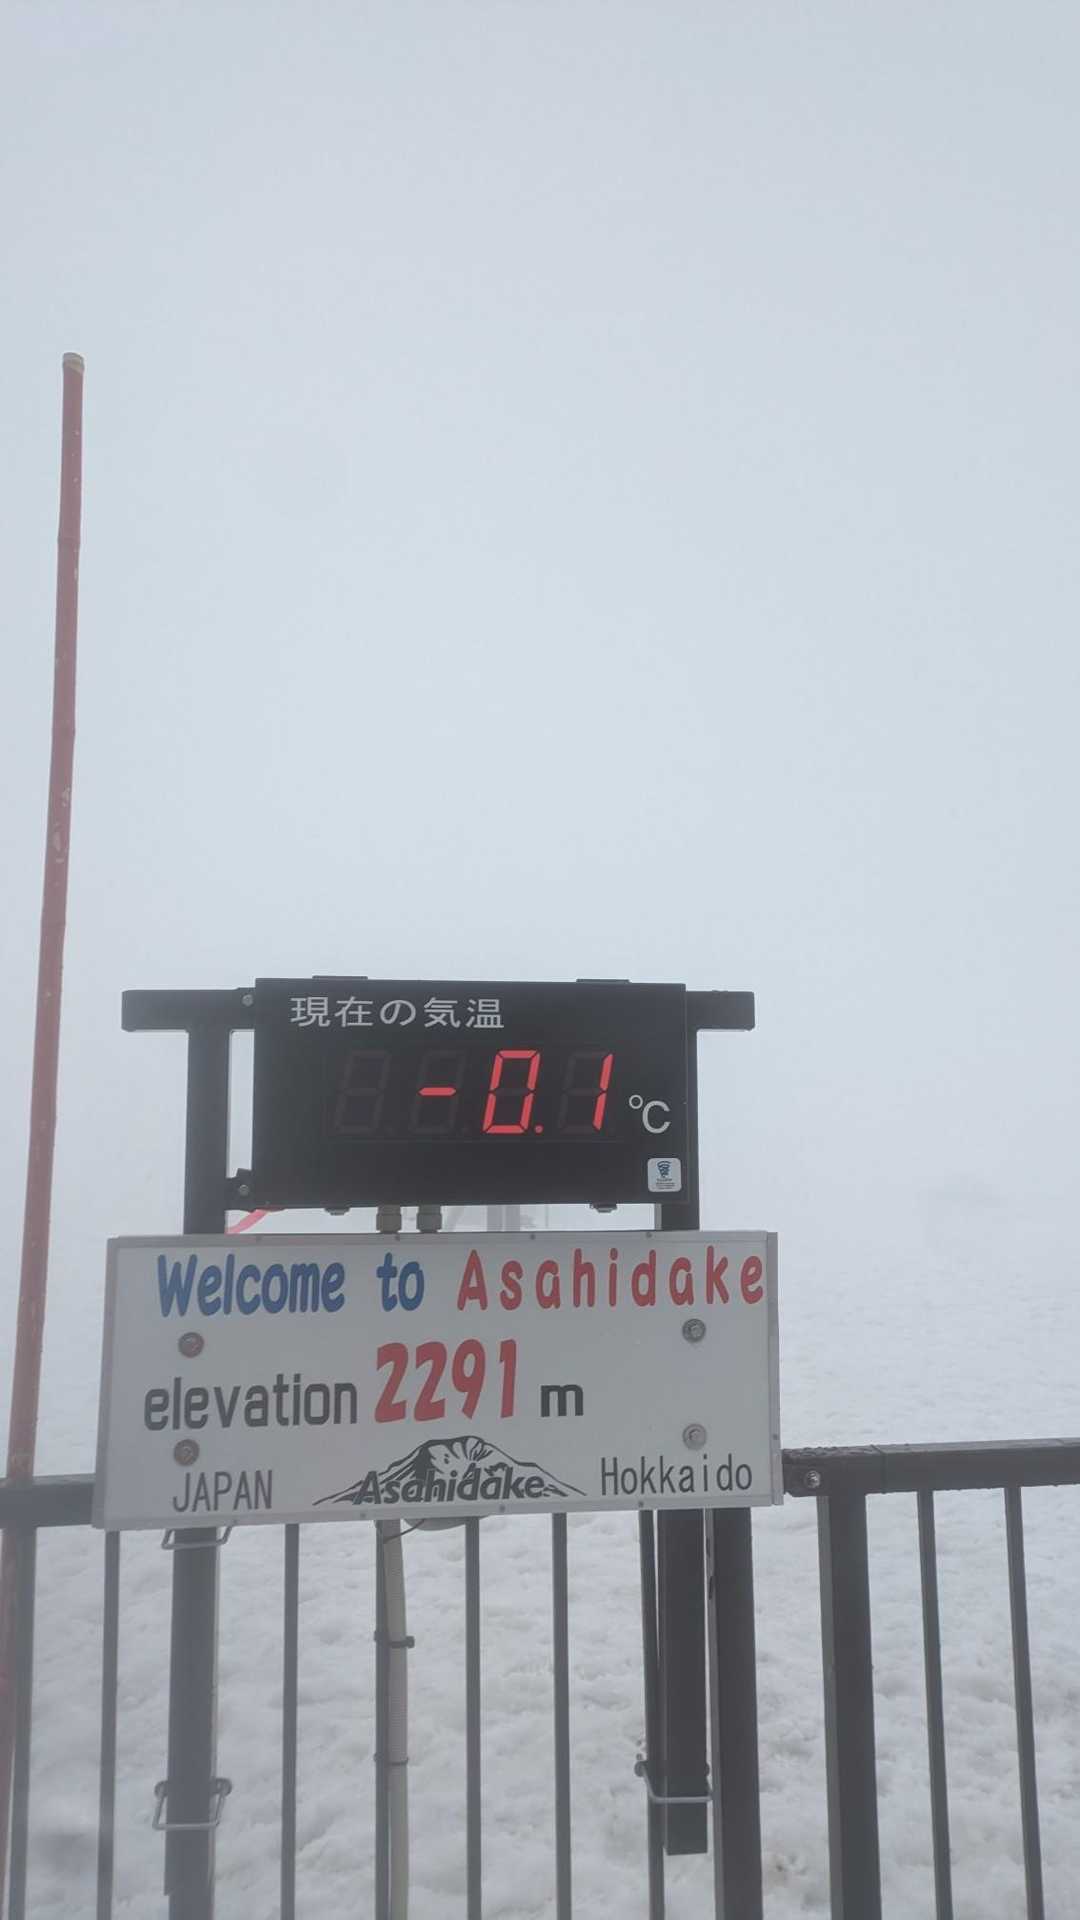 現在の気温
-0.1 ℃
Welcome to Asahidake
elevation 2291 m
JAPAN Asahidake Hokkaido